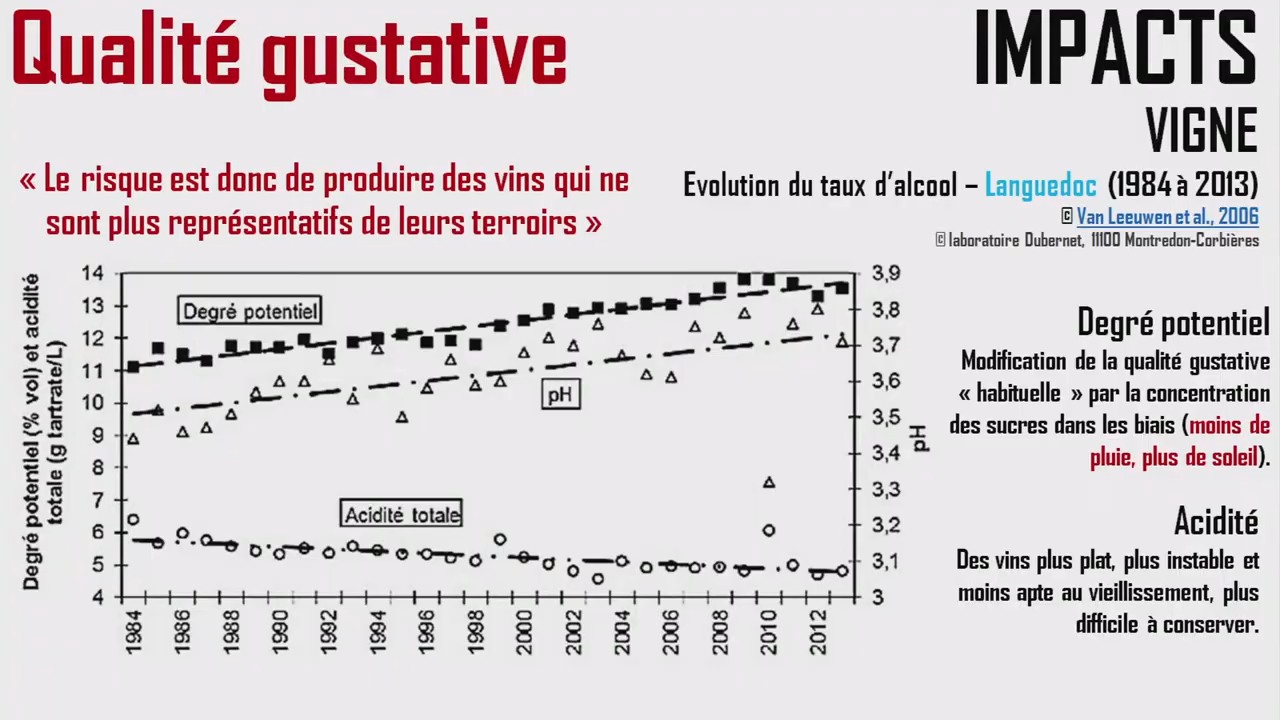 Qualité gustative
IMPACTS
VIGNE
« Le risque est donc de produire des vins qui ne
sont plus représentatifs de leurs terroirs »
Evolution du taux d'alcool – Languedoc (1984 à 2013)
© Van Leeuwen et al., 2006
© laboratoire Dubernet, 11100 Montredon-Corbières
Degré potentiel (% vol) et acidité
totale (g tartrate/L)
14
13
12
11
10
9
8
7
6
5
4
Degré potentiel
pH
Acidité totale
3,9
3,8
3,7
3,6
3,5
3,4
3,3
3,2
3,1
3
pH
1984
1986
1988
1990
1992
1994
1996
1998
2000
2002
2004
2006
2008
2010
2012
Degré potentiel
Modification de la qualité gustative
« habituelle » par la concentration
des sucres dans les biais (moins de
pluie, plus de soleil).
Acidité
Des vins plus plat, plus instable et
moins apte au vieillissement, plus
difficile à conserver.